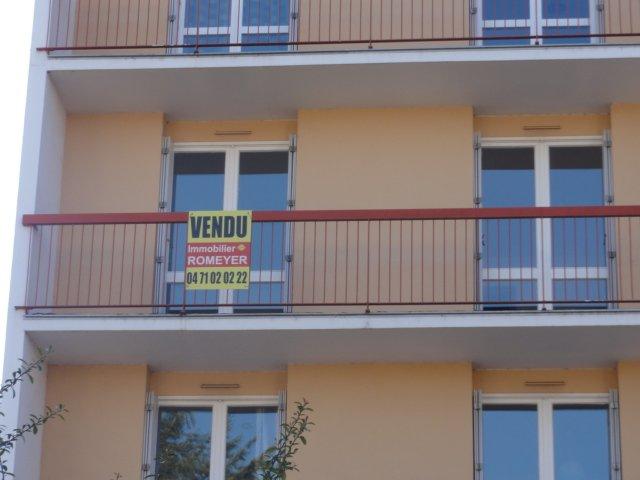 VENDU
Immobilier
ROMEYER
04 71 02 02 22